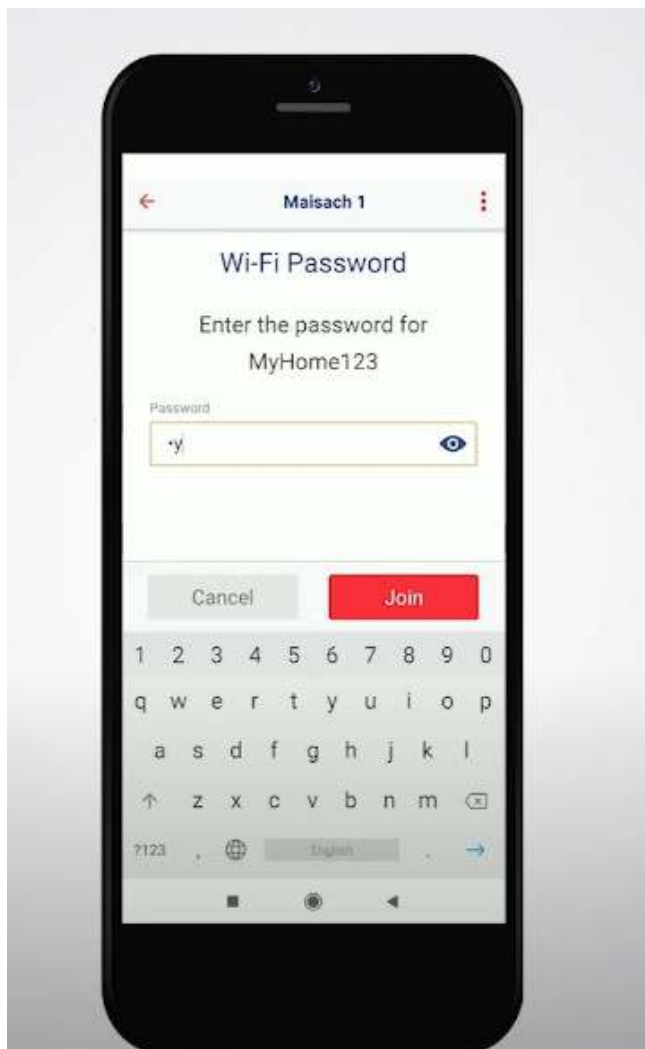 Maisach 1
Wi-Fi Password
Enter the password for
MyHome123
Password
•y
Cancel
Join
1 2 3 4 5 6 7 8 9 0
q w e r t y u i o p
a s d f g h j k l
z x c v b n m
?123 , English .